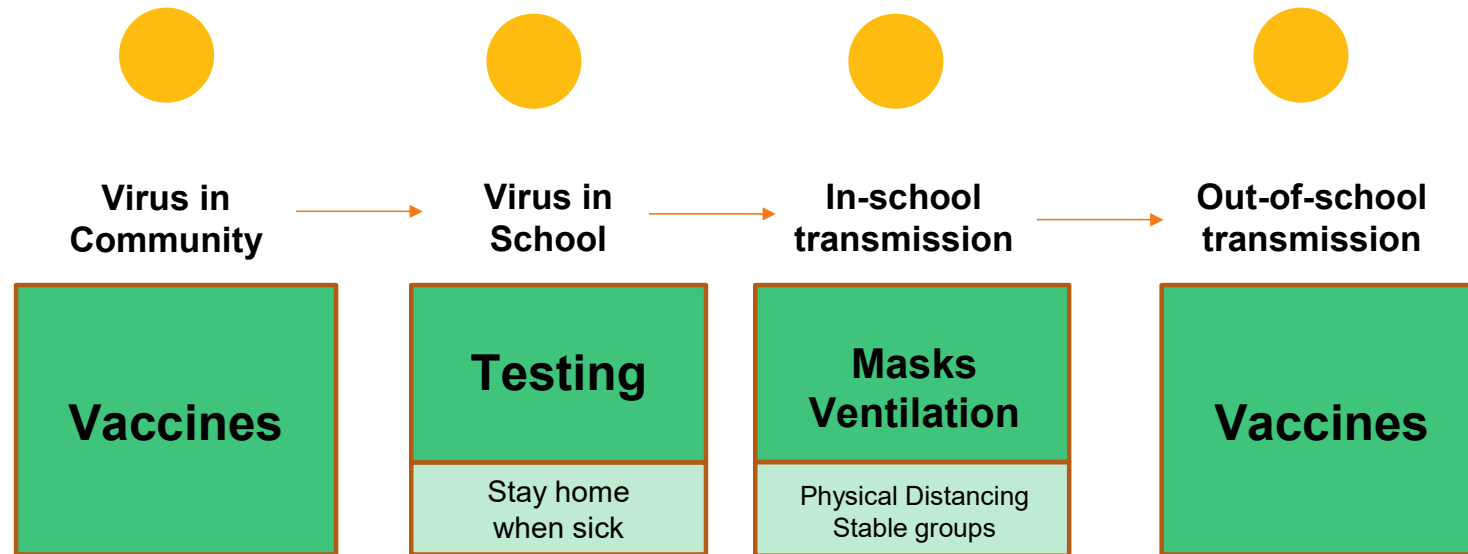 Virus in
Community
Virus in
School
In-school
transmission
Out-of-school
transmission
Vaccines
Testing
Stay home
when sick
Masks
Ventilation
Physical Distancing
Stable groups
Vaccines